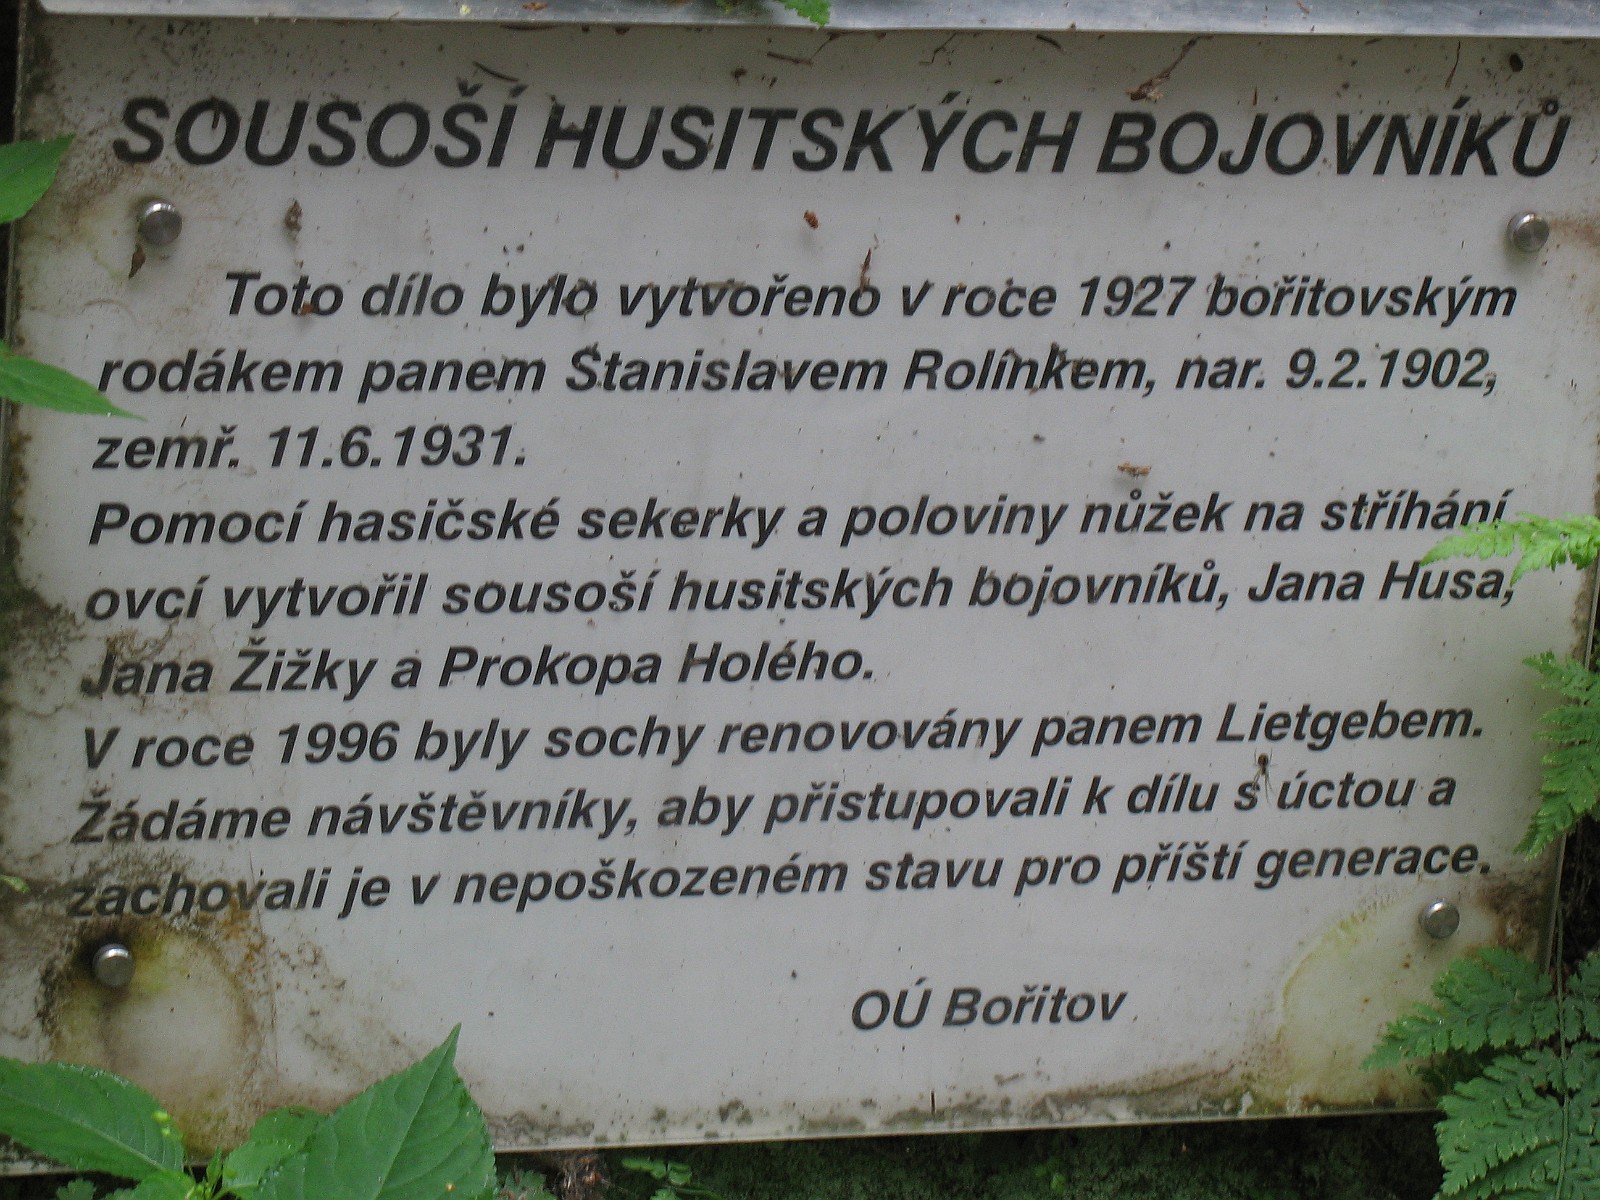 SOUSOŠÍ HUSITSKÝCH BOJOVNÍKŮ
Toto dílo bylo vytvořeno v roce 1927 bořitovským
rodákem panem Stanislavem Rolínkem, nar. 9.2.1902,
zemř. 11.6.1931.
Pomocí hasičské sekerky a poloviny nůžek na stříhání
ovcí vytvořil sousoší husitských bojovníků, Jana Husa,
Jana Žižky a Prokopa Holého.
V roce 1996 byly sochy renovovány panem Lietgebem.
Žádáme návštěvníky, aby přistupovali k dílu s úctou a
zachovali je v nepoškozeném stavu pro příští generace.
OÚ Bořitov